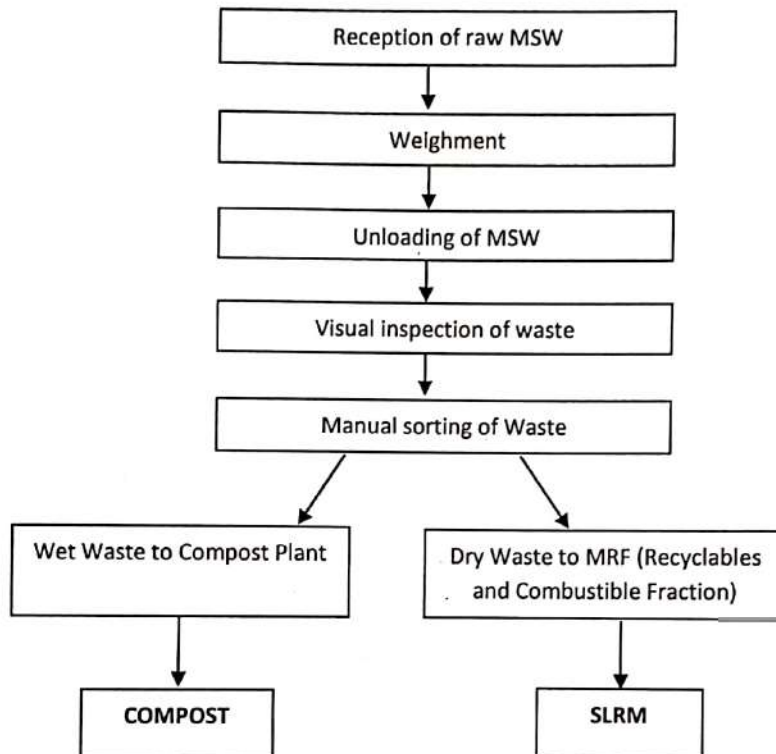 Reception of raw MSW
Weighment
Unloading of MSW
Visual inspection of waste
Manual sorting of Waste
Wet Waste to Compost Plant
Dry Waste to MRF (Recyclables
and Combustible Fraction)
COMPOST
SLRM